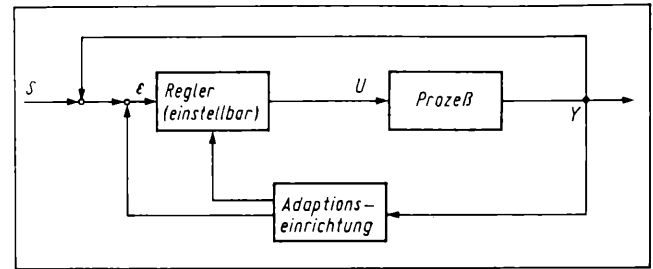 S
ε
Regler
(einstellbar)
U
Prozeß
Y
Adaptions-
einrichtung